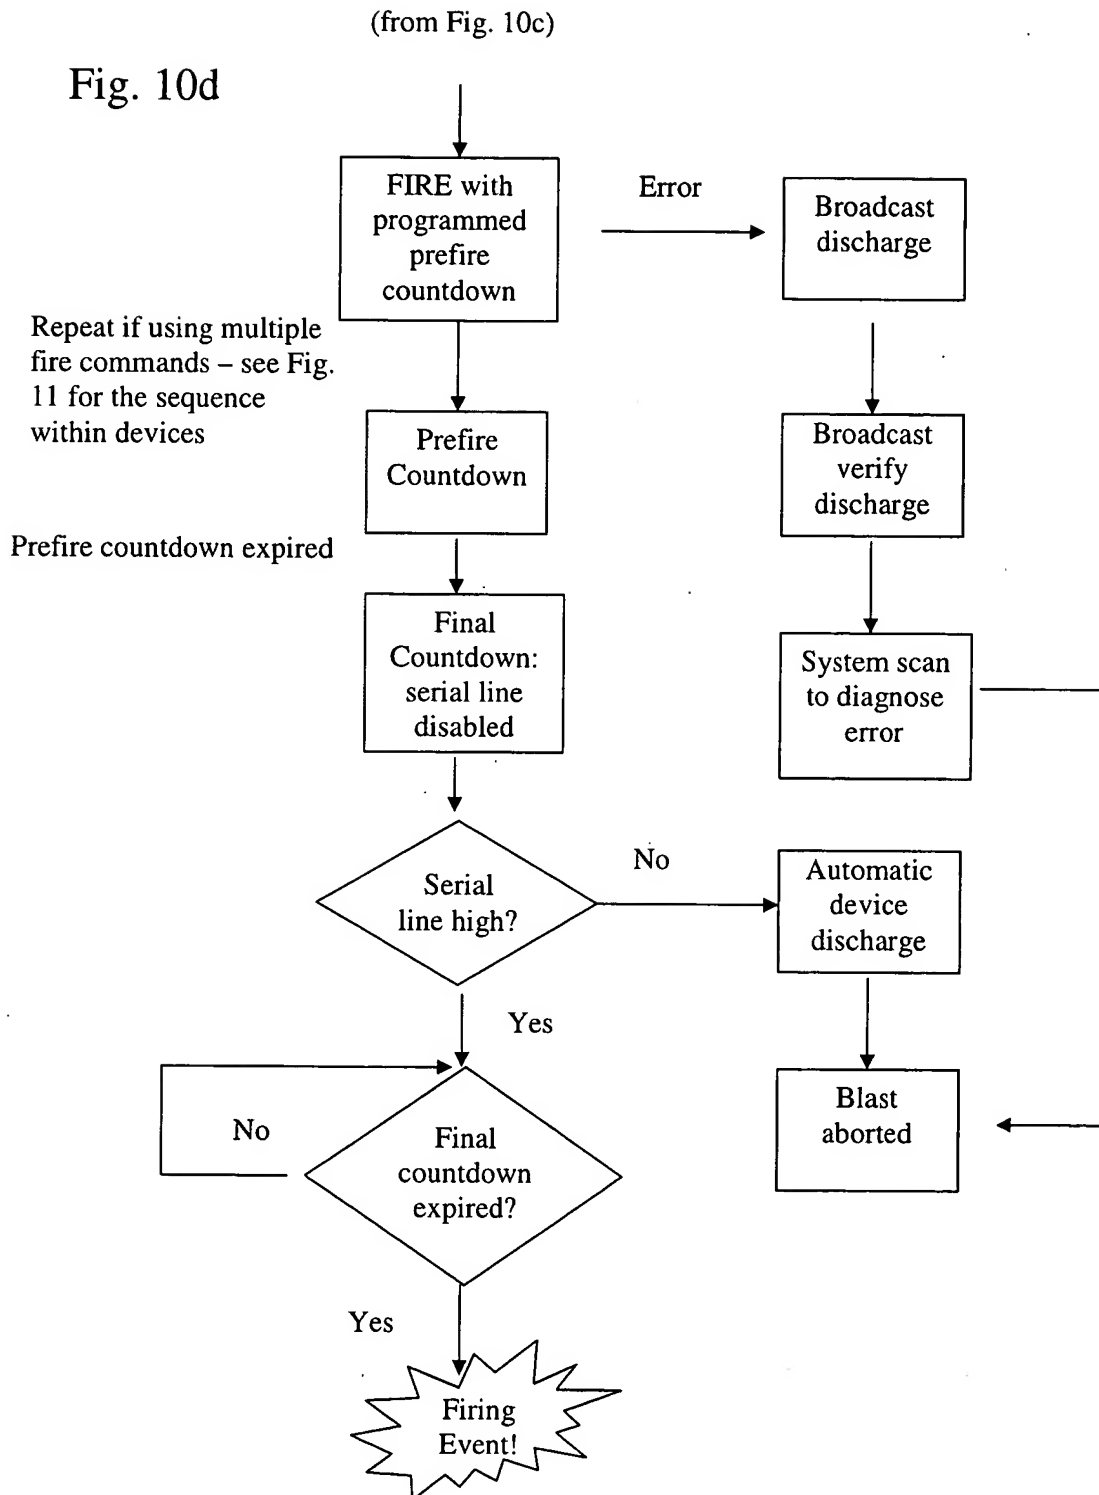 (from Fig. 10c)
Fig. 10d
FIRE with
programmed
prefire
countdown
Error
Broadcast
discharge
Repeat if using multiple
fire commands – see Fig.
11 for the sequence
within devices
Prefire
Countdown
Broadcast
verify
discharge
Prefire countdown expired
Final
Countdown:
serial line
disabled
System scan
to diagnose
error
Serial
line high?
No
Automatic
device
discharge
Yes
Blast
aborted
No
Final
countdown
expired?
Yes
Firing
Event!